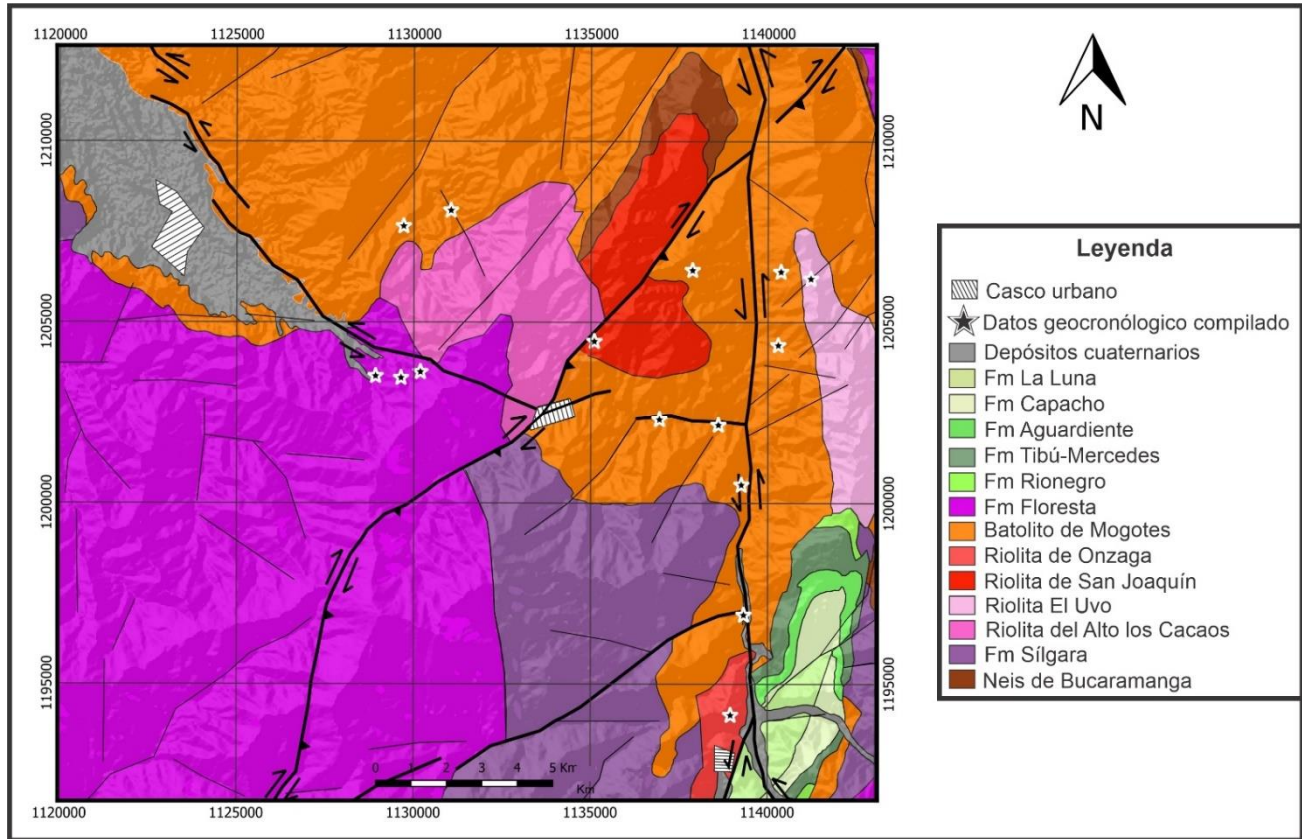 1120000 1125000 1130000 1135000 1140000
1210000 1210000
N
1205000 1205000
1200000 1200000
1195000 1195000
0 1 2 3 4 5 Km
Km
1120000 1125000 1130000 1135000 1140000
Leyenda
Casco urbano
Datos geocronólogico compilado
Depósitos cuaternarios
Fm La Luna
Fm Capacho
Fm Aguardiente
Fm Tibú-Mercedes
Fm Rionegro
Fm Floresta
Batolito de Mogotes
Riolita de Onzaga
Riolita de San Joaquín
Riolita El Uvo
Riolita del Alto los Cacaos
Fm Sílgara
Neis de Bucaramanga